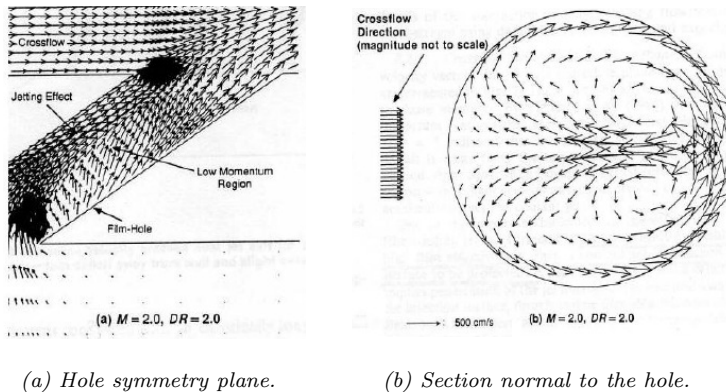 (a)
Crossflow
Jetting Effect
Low Momentum
Region
Film-Hole
(a) M = 2.0, DR = 2.0
(b)
Crossflow
Direction
(magnitude not to scale)
: 500 cm/s
(b) M = 2.0, DR = 2.0
(a) Hole symmetry plane.
(b) Section normal to the hole.